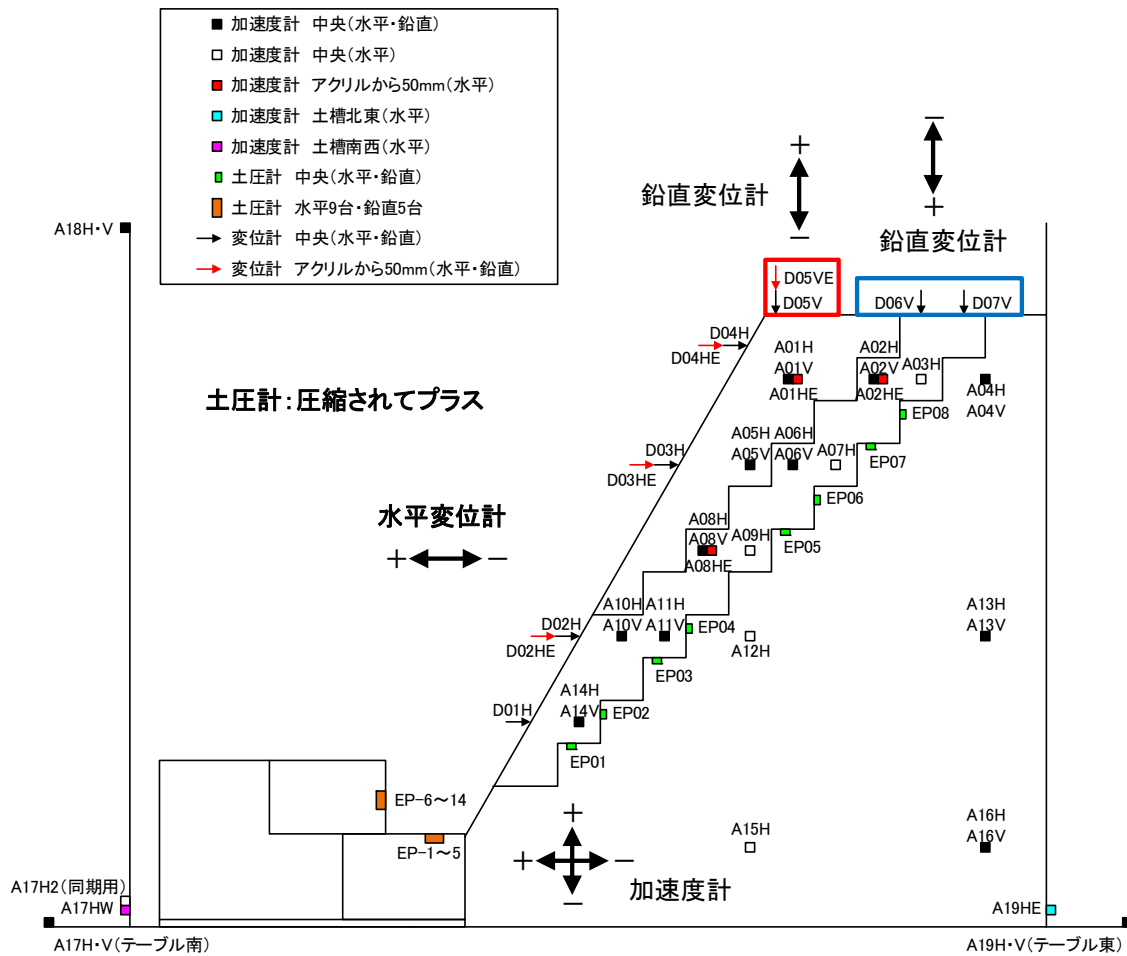 加速度計 中央(水平・鉛直)
加速度計 中央(水平)
加速度計 アクリルから50mm(水平)
加速度計 土槽北東(水平)
加速度計 土槽南西(水平)
土圧計 中央(水平・鉛直)
土圧計 水平9台・鉛直5台
変位計 中央(水平・鉛直)
変位計 アクリルから50mm(水平・鉛直)
A18H・V
鉛直変位計
+
−
−
+
鉛直変位計
D05VE
D05V
D06V
D07V
D04H
D04HE
A01H
A01V
A01HE
A02H
A02V
A02HE
A03H
A04H
A04V
EP08
土圧計:圧縮されてプラス
D03H
D03HE
A05H
A05V
A06H
A06V
A07H
EP07
EP06
水平変位計
+
−
A08H
A08V
A08HE
A09H
EP05
D02H
D02HE
A10H
A10V
A11H
A11V
EP04
A12H
A13H
A13V
EP03
D01H
A14H
A14V
EP02
EP01
EP-6～14
EP-1～5
+
+
−
−
加速度計
A15H
A16H
A16V
A17H2(同期用)
A17HW
A19HE
A17H・V(テーブル南)
A19H・V(テーブル東)